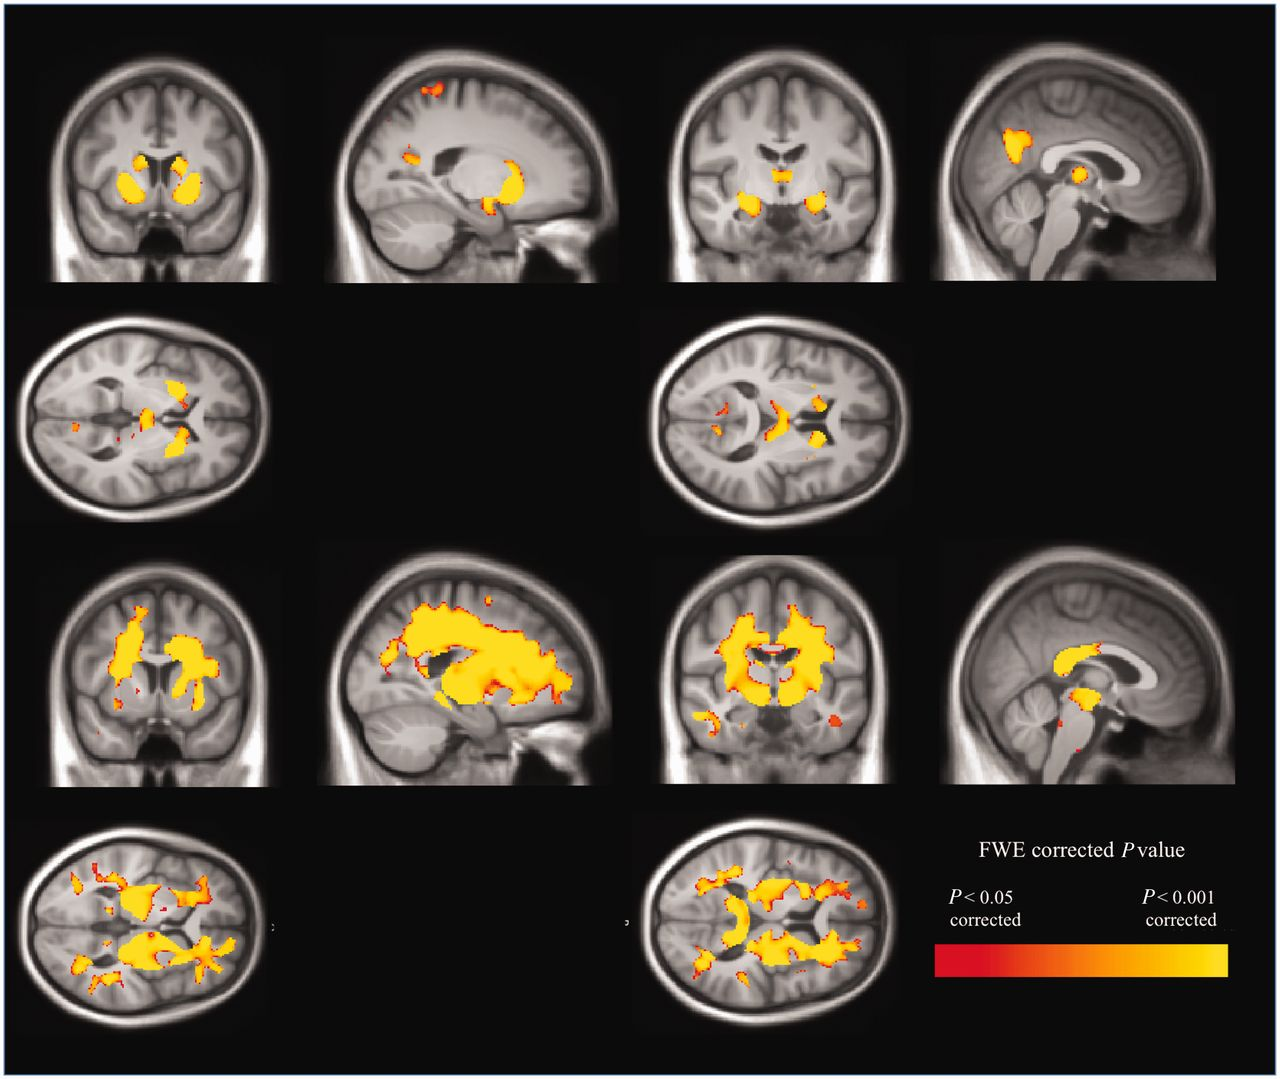 FWE corrected P value
P < 0.05
corrected
P < 0.001
corrected